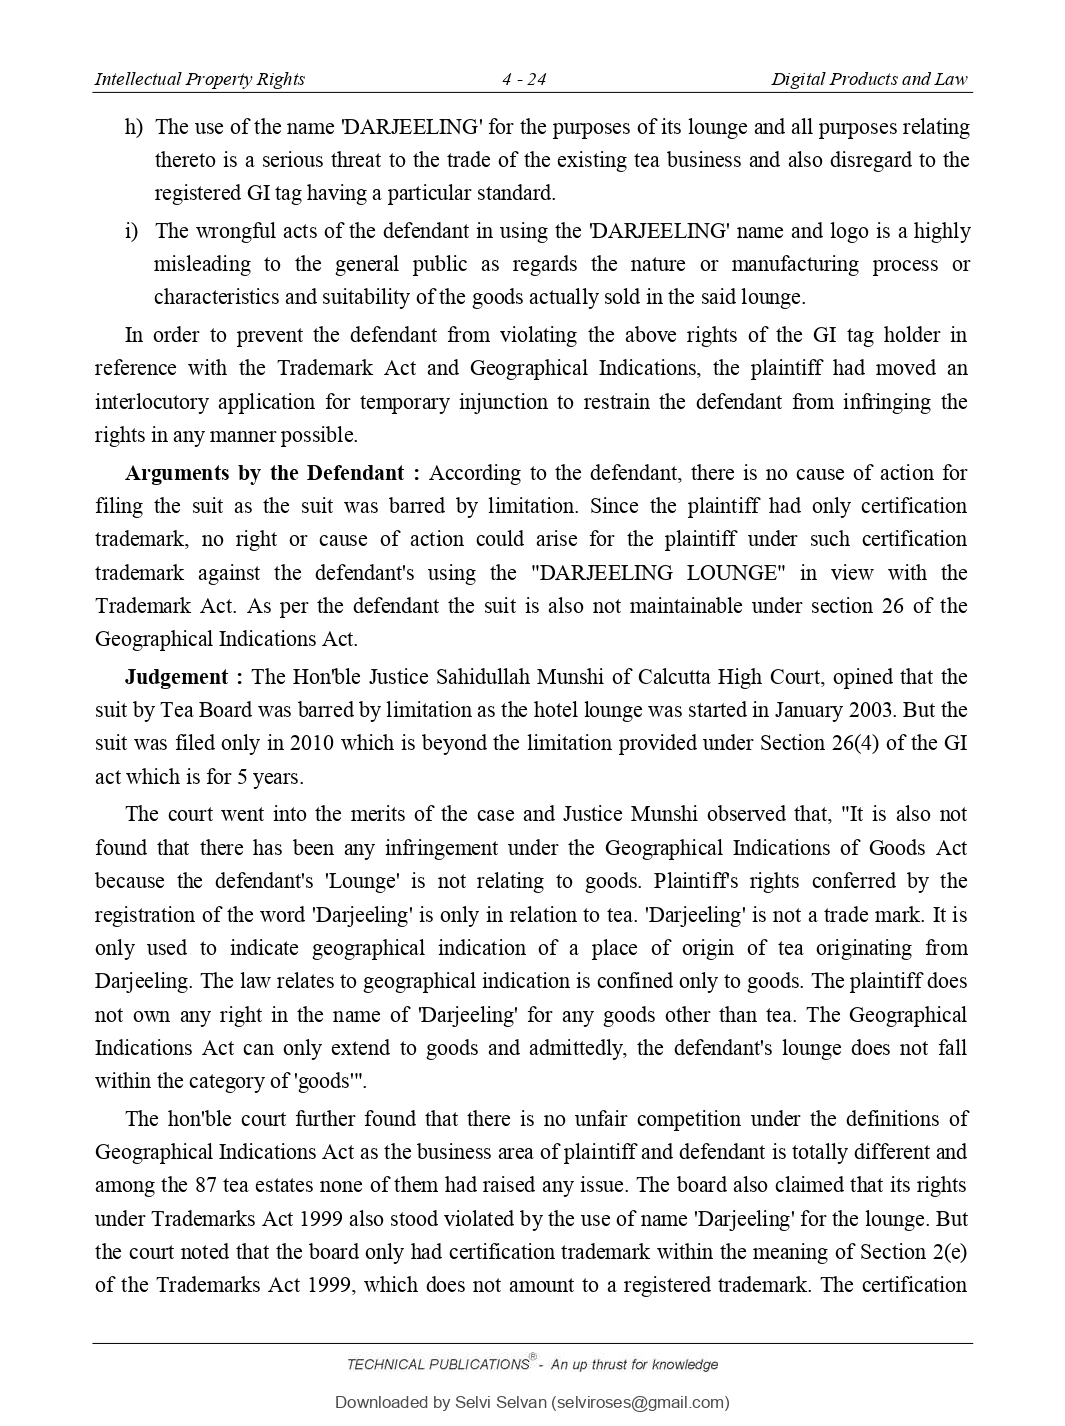 Intellectual Property Rights 4 - 24 Digital Products and Law
h) The use of the name 'DARJEELING' for the purposes of its lounge and all purposes relating
thereto is a serious threat to the trade of the existing tea business and also disregard to the
registered GI tag having a particular standard.
i) The wrongful acts of the defendant in using the 'DARJEELING' name and logo is a highly
misleading to the general public as regards the nature or manufacturing process or
characteristics and suitability of the goods actually sold in the said lounge.
In order to prevent the defendant from violating the above rights of the GI tag holder in
reference with the Trademark Act and Geographical Indications, the plaintiff had moved an
interlocutory application for temporary injunction to restrain the defendant from infringing the
rights in any manner possible.
Arguments by the Defendant : According to the defendant, there is no cause of action for
filing the suit as the suit was barred by limitation. Since the plaintiff had only certification
trademark, no right or cause of action could arise for the plaintiff under such certification
trademark against the defendant's using the "DARJEELING LOUNGE" in view with the
Trademark Act. As per the defendant the suit is also not maintainable under section 26 of the
Geographical Indications Act.
Judgement : The Hon'ble Justice Sahidullah Munshi of Calcutta High Court, opined that the
suit by Tea Board was barred by limitation as the hotel lounge was started in January 2003. But the
suit was filed only in 2010 which is beyond the limitation provided under Section 26(4) of the GI
act which is for 5 years.
The court went into the merits of the case and Justice Munshi observed that, "It is also not
found that there has been any infringement under the Geographical Indications of Goods Act
because the defendant's 'Lounge' is not relating to goods. Plaintiff's rights conferred by the
registration of the word 'Darjeeling' is only in relation to tea. 'Darjeeling' is not a trade mark. It is
only used to indicate geographical indication of a place of origin of tea originating from
Darjeeling. The law relates to geographical indication is confined only to goods. The plaintiff does
not own any right in the name of 'Darjeeling' for any goods other than tea. The Geographical
Indications Act can only extend to goods and admittedly, the defendant's lounge does not fall
within the category of 'goods'".
The hon'ble court further found that there is no unfair competition under the definitions of
Geographical Indications Act as the business area of plaintiff and defendant is totally different and
among the 87 tea estates none of them had raised any issue. The board also claimed that its rights
under Trademarks Act 1999 also stood violated by the use of name 'Darjeeling' for the lounge. But
the court noted that the board only had certification trademark within the meaning of Section 2(e)
of the Trademarks Act 1999, which does not amount to a registered trademark. The certification
TECHNICAL PUBLICATIONS® - An up thrust for knowledge
Downloaded by Selvi Selvan (selviroses@gmail.com)